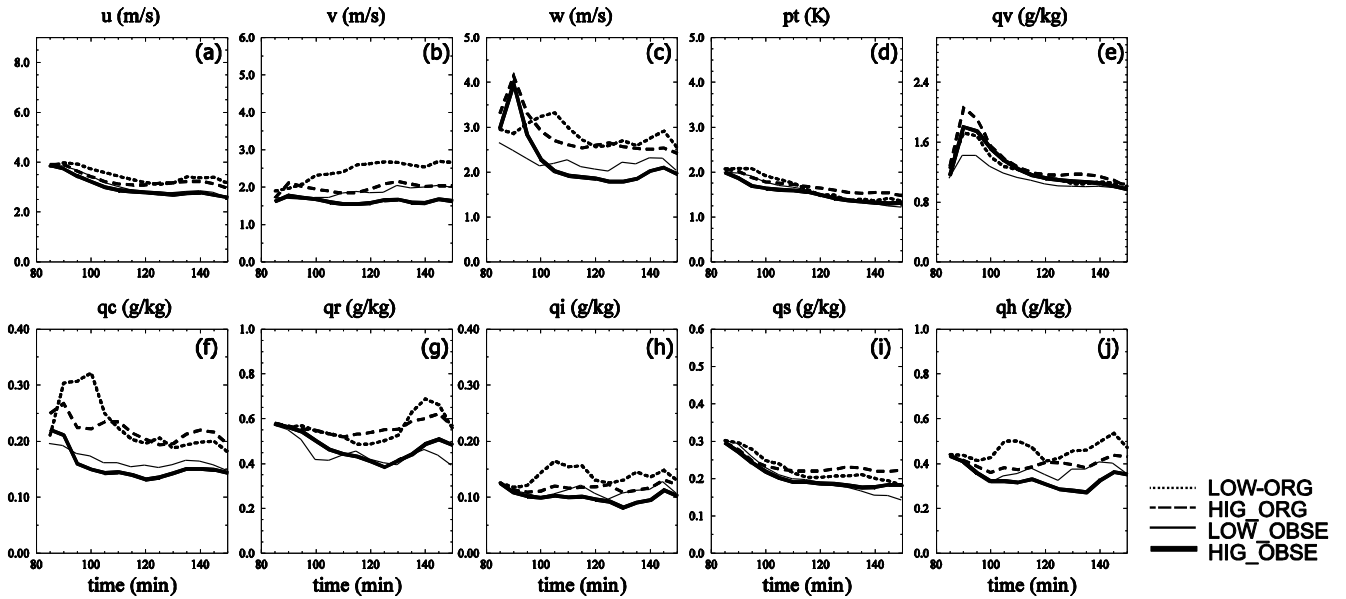 u (m/s) v (m/s) w (m/s) pt (K) qv (g/kg)
(a) (b) (c) (d) (e)
8.0 6.0 5.0 5.0 2.4
6.0 5.0 4.0 4.0 1.6
4.0 4.0 3.0 3.0 0.8
2.0 3.0 2.0 2.0 0.0
0.0 2.0 1.0 1.0
1.0 0.0 0.0
0.0
80 100 120 140 80 100 120 140 80 100 120 140 80 100 120 140 80 100 120 140
qc (g/kg) qr (g/kg) qi (g/kg) qs (g/kg) qh (g/kg)
(f) (g) (h) (i) (j)
0.40 1.0 0.40 0.6 1.0
0.30 0.8 0.30 0.5 0.8
0.20 0.6 0.20 0.4 0.6
0.10 0.4 0.10 0.3 0.4
0.00 0.2 0.00 0.2 0.2
0.0 0.1 0.0
0.0
80 100 120 140 80 100 120 140 80 100 120 140 80 100 120 140 80 100 120 140
time (min) time (min) time (min) time (min) time (min)
LOW-ORG
HIG_ORG
LOW_OBSE
HIG_OBSE